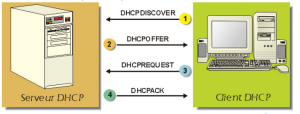 DHCPDISCOVER
1
2
DHCPOFFER
DHCPREQUEST
3
4
DHCPACK
Serveur DHCP
Client DHCP